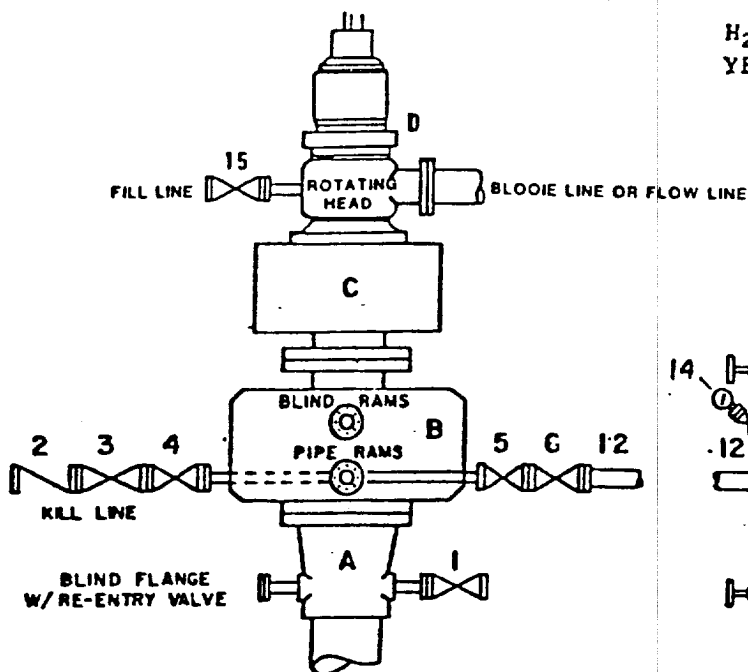 H₂
D
15
FILL LINE
ROTATING HEAD
BLOOIE LINE OR FLOW LINE
C
14
BLIND RAMS
B
2 3 4
PIPE RAMS
5 6 12
12
KILL LINE
A
1
BLIND FLANGE
W/ RE-ENTRY VALVE